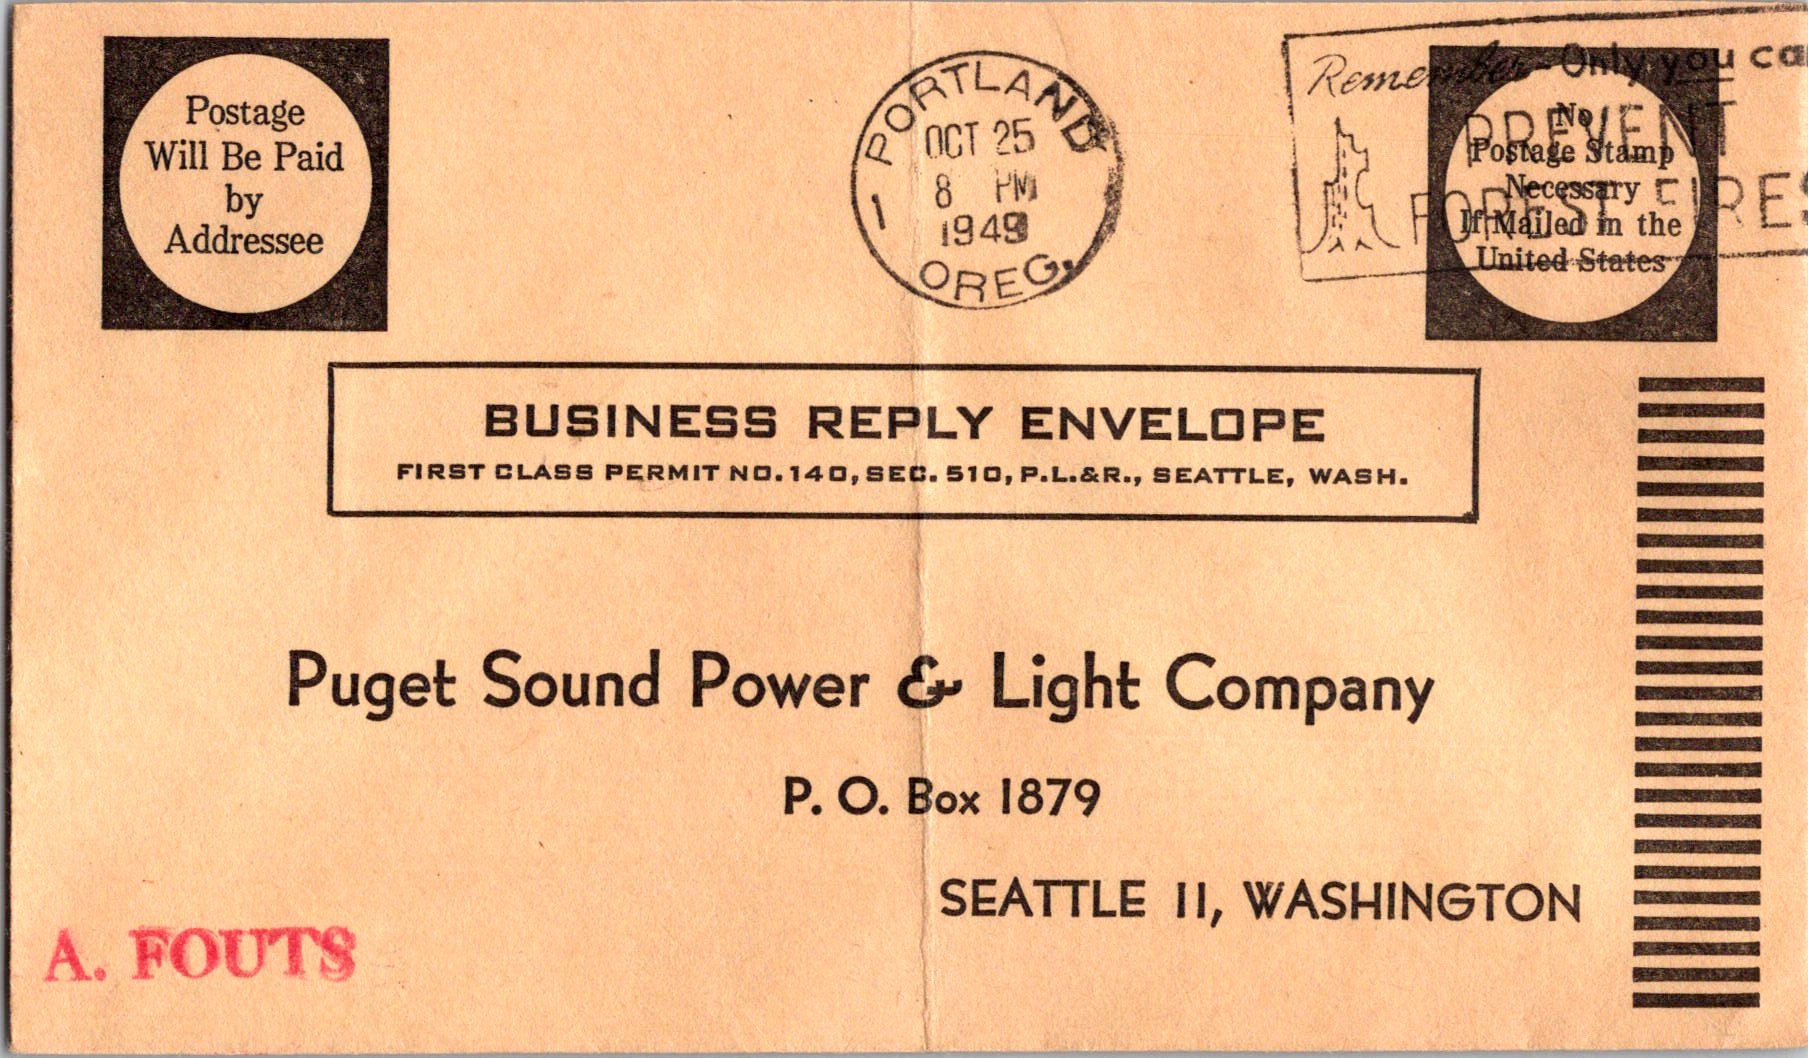 Postage
Will Be Paid
by
Addressee
PORTLAND
OCT 25
8 PM
1949
1
OREG.
Remember - Only you ca
PREVENT
FOREST FIRES
No
Postage Stamp
Necessary
If Mailed in the
United States
BUSINESS REPLY ENVELOPE
FIRST CLASS PERMIT NO. 140, SEC. 510, P.L.&R., SEATTLE, WASH.
Puget Sound Power & Light Company
P. O. Box 1879
SEATTLE 11, WASHINGTON
A. FOUTS